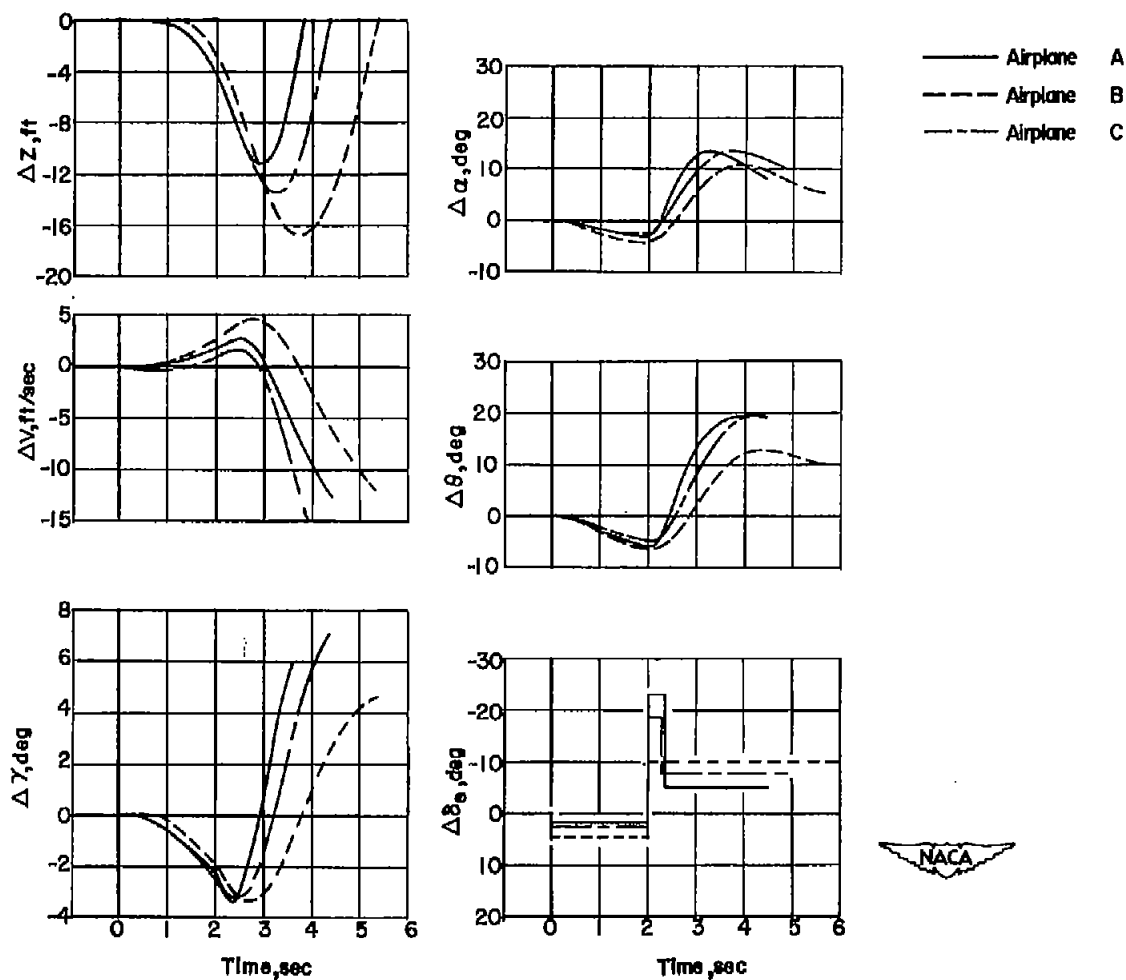 Airplane A
Airplane B
Airplane C
0
-4
-8
-12
-16
-20
ΔZ, ft
5
0
-5
-10
-15
ΔV, ft/sec
8
6
4
2
0
-2
-4
Δγ, deg
0 1 2 3 4 5 6
Time, sec
30
20
10
0
-10
Δα, deg
30
20
10
0
-10
Δθ, deg
-30
-20
-10
0
10
20
Δδe, deg
0 1 2 3 4 5 6
Time, sec
NACA